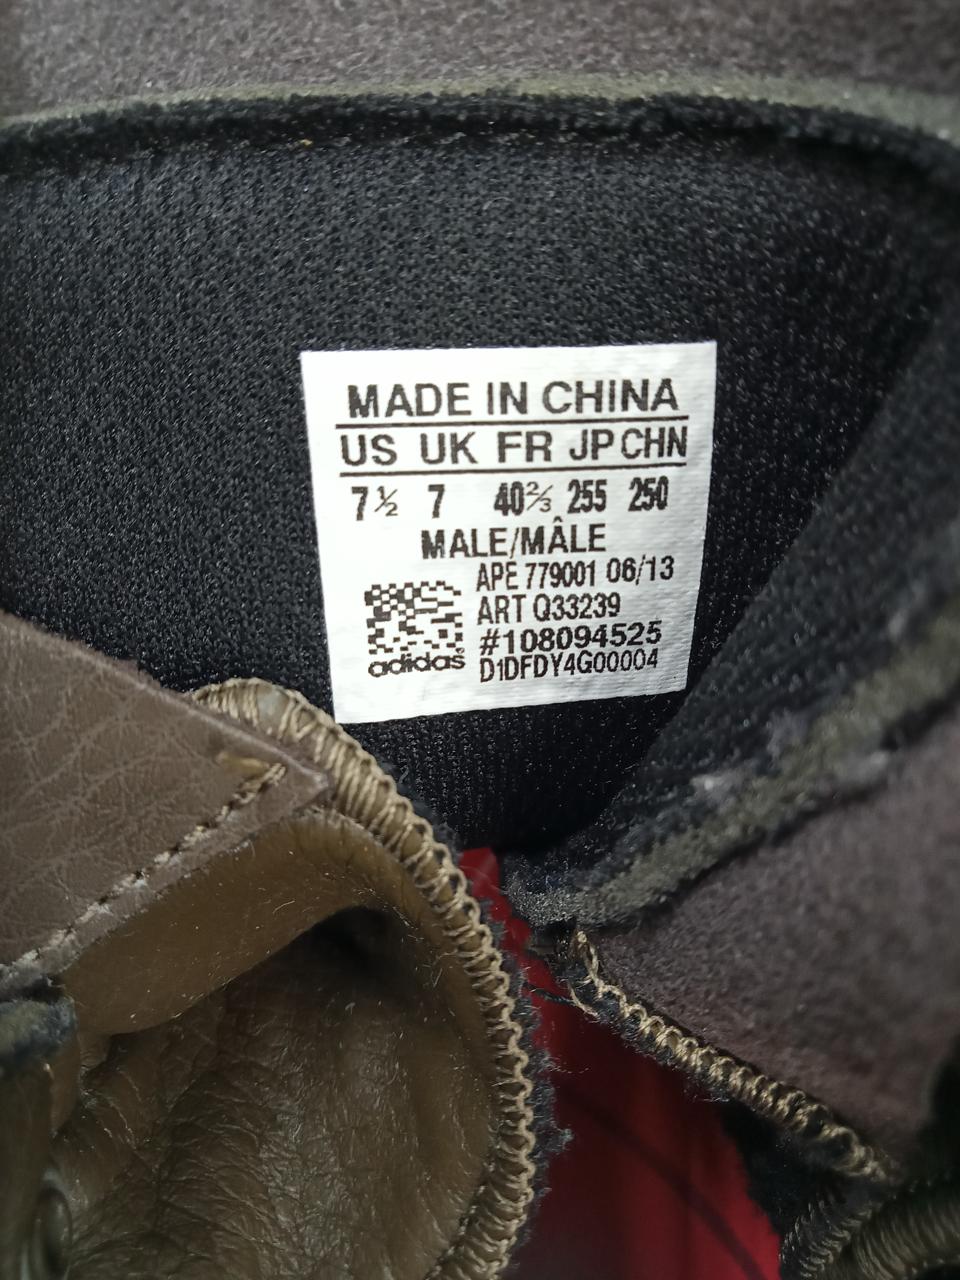 MADE IN CHINA
US UK FR JP CHN
7½ 7 40⅔ 255 250
MALE/MÂLE
APE 779001 06/13
ART Q33239
#108094525
adidas D1DFDY4G00004